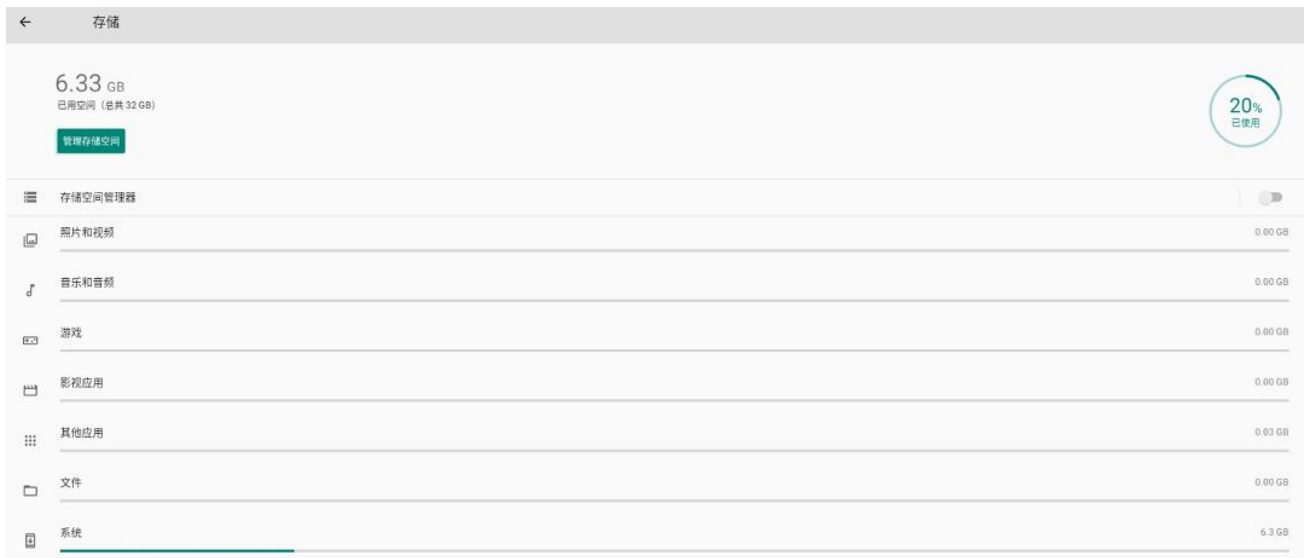 存储
6.33 GB
已用空间（总共 32 GB）
20%
已使用
管理存储空间
存储空间管理器
照片和视频 0.00 GB
音乐和音频 0.00 GB
游戏 0.00 GB
影视应用 0.00 GB
其他应用 0.03 GB
文件 0.00 GB
系统 6.3 GB